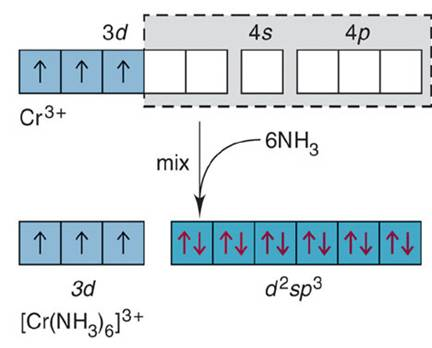 3d 4s 4p
↑ ↑ ↑
Cr³⁺
6NH₃
mix
↑ ↑ ↑ ↑↓ ↑↓ ↑↓ ↑↓ ↑↓ ↑↓
3d d²sp³
[Cr(NH₃)₆]³⁺